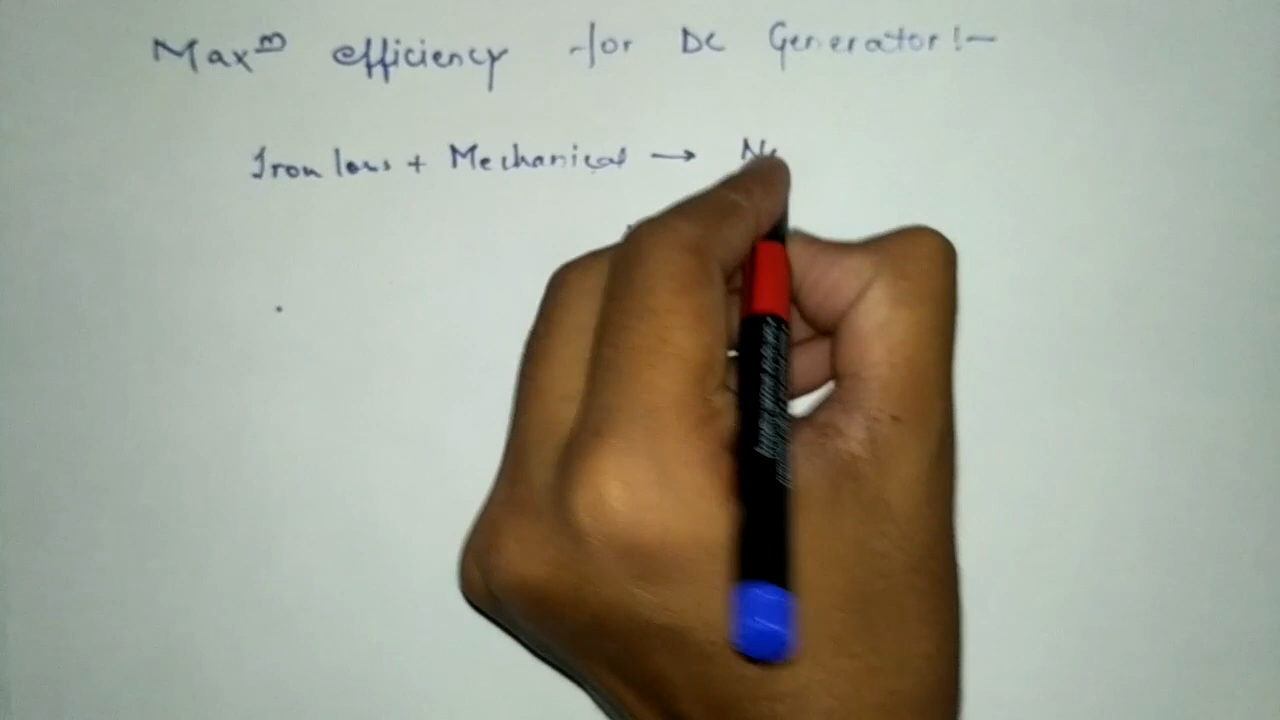 Maxm efficiency for DC Generator!-
Iron loss + Mechanical →